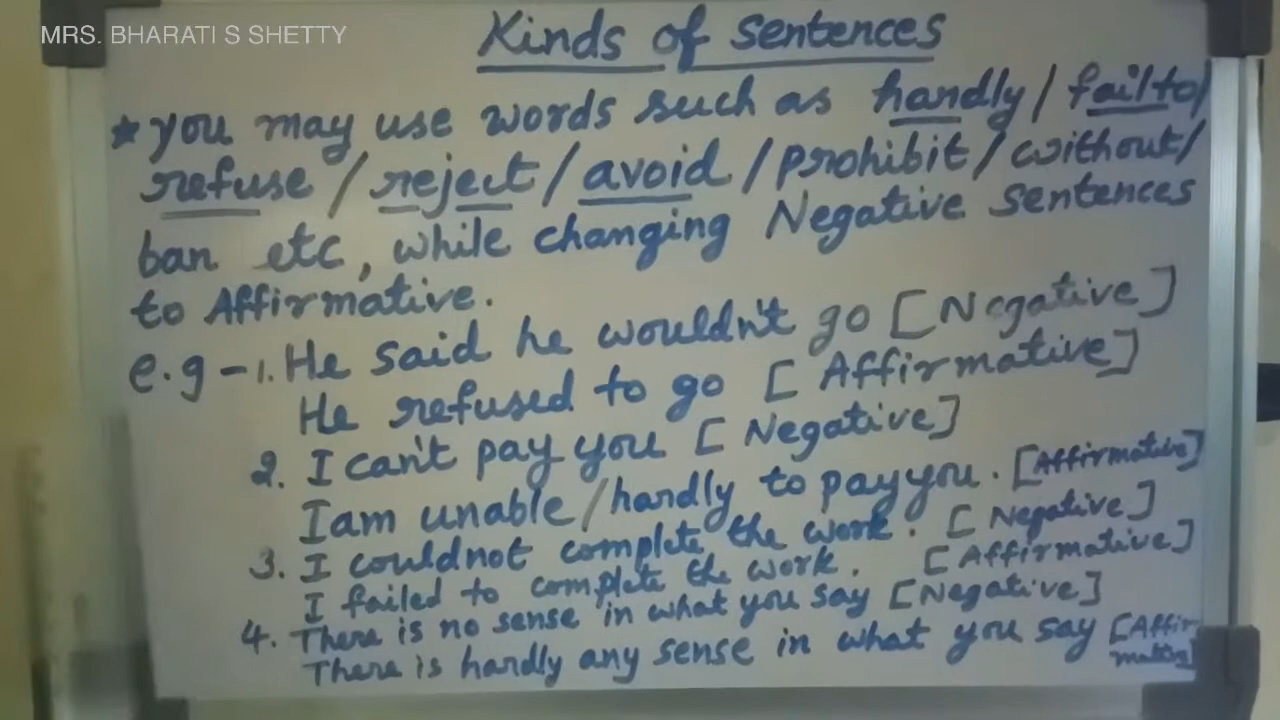 MRS. BHARATI S SHETTY
Kinds of Sentences
* you may use words such as hardly / fail to /
refuse / reject / avoid / prohibit / without /
ban etc, while changing Negative Sentences
to Affirmative.
e.g - 1. He said he wouldn't go [Negative]
He refused to go [Affirmative]
2. I can't pay you [Negative]
I am unable / hardly to pay you. [Affirmative]
3. I could not complete the work. [Negative]
I failed to complete the work. [Affirmative]
4. There is no sense in what you say [Negative]
There is hardly any sense in what you say [Affir-
mative]